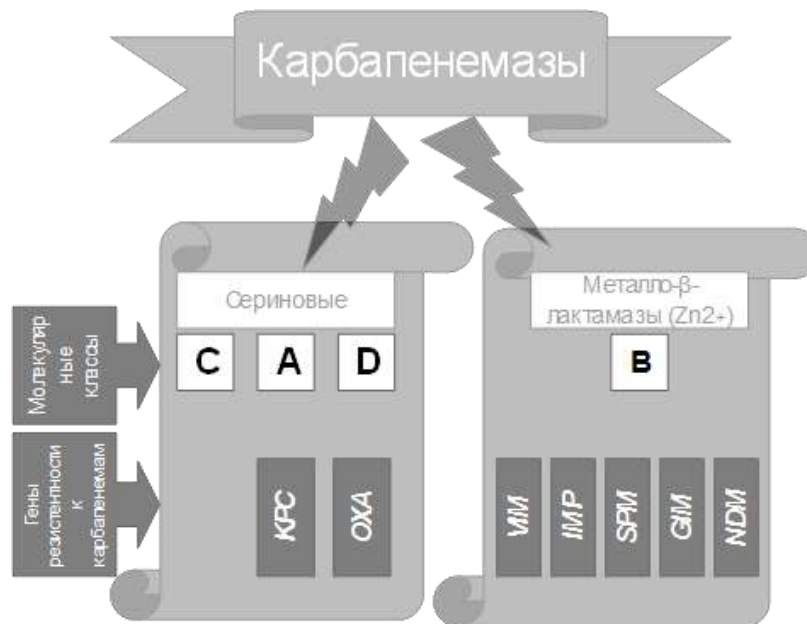 Карбапенемазы
Сериновые
Металло-β-
лактамазы (Zn2+)
Молекуляр
ные
классы
C A D
B
Гены
резистентности
к
карбапенемам
KPC
OXA
VIM
IMP
SPM
GIM
NDM